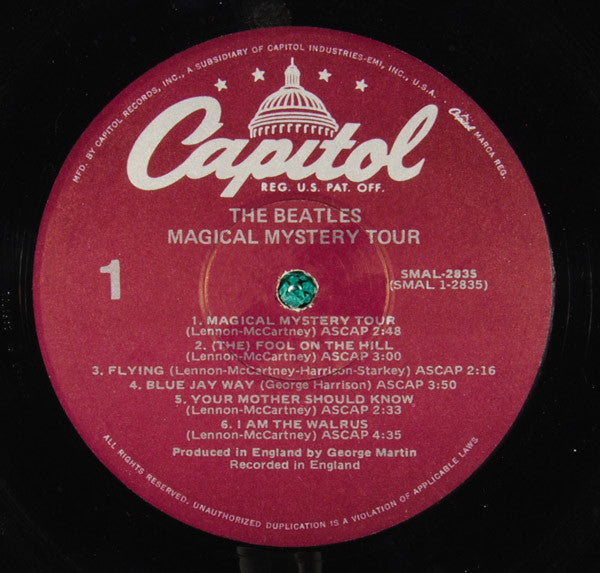 MFD. BY CAPITOL RECORDS, INC., A SUBSIDIARY OF CAPITOL INDUSTRIES-EMI, INC., U.S.A.
Capitol MARCA REG.
Capitol
REG. U.S. PAT. OFF.
THE BEATLES
MAGICAL MYSTERY TOUR
1
SMAL-2835
(SMAL 1-2835)
1. MAGICAL MYSTERY TOUR
(Lennon-McCartney) ASCAP 2:48
2. (THE) FOOL ON THE HILL
(Lennon-McCartney) ASCAP 3:00
3. FLYING (Lennon-McCartney-Harrison-Starkey) ASCAP 2:16
4. BLUE JAY WAY (George Harrison) ASCAP 3:50
5. YOUR MOTHER SHOULD KNOW
(Lennon-McCartney) ASCAP 2:33
6. I AM THE WALRUS
(Lennon-McCartney) ASCAP 4:35
Produced in England by George Martin
Recorded in England
ALL RIGHTS RESERVED. UNAUTHORIZED DUPLICATION IS A VIOLATION OF APPLICABLE LAWS